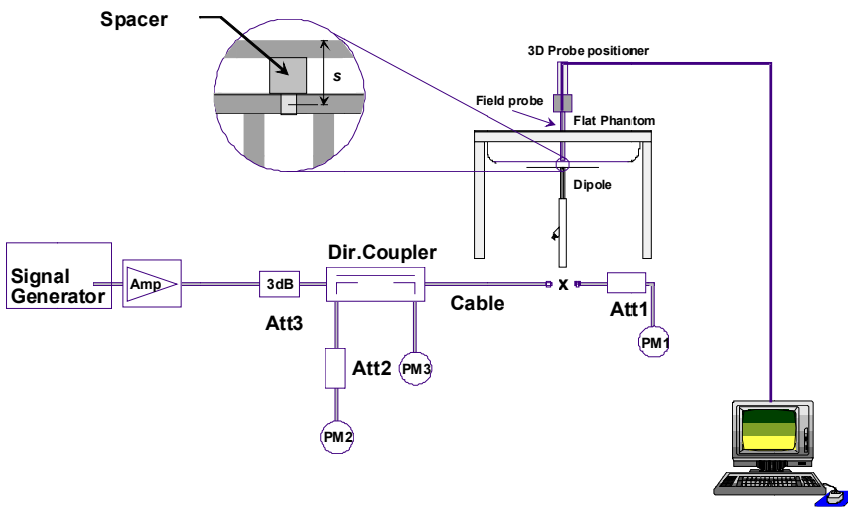 Spacer
s
3D Probe positioner
Field probe
Flat Phantom
Dipole
Signal
Generator
Amp
3dB
Att3
Dir.Coupler
Cable
x
Att1
PM1
Att2
PM3
PM2